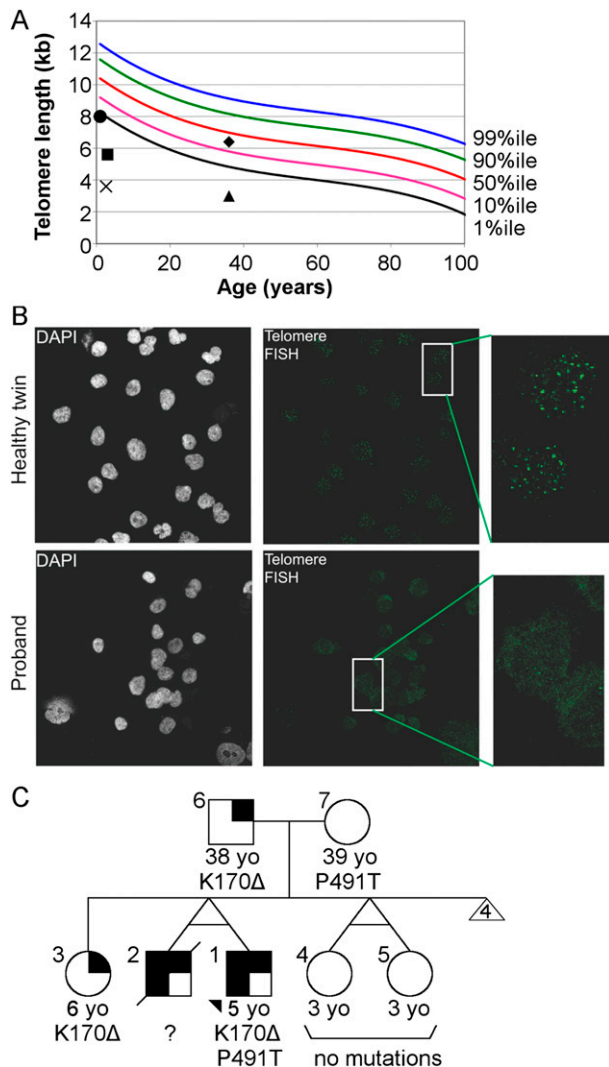 A
Telomere length (kb)
14
12
10
8
6
4
2
0
0 20 40 60 80 100
Age (years)
99%ile
90%ile
50%ile
10%ile
1%ile
B
Healthy twin
DAPI
Telomere
FISH
Proband
DAPI
Telomere
FISH
C
6 7
38 yo 39 yo
K170Δ P491T
4
3 2 1 4 5
6 yo ? 5 yo 3 yo 3 yo
K170Δ K170Δ
P491T no mutations